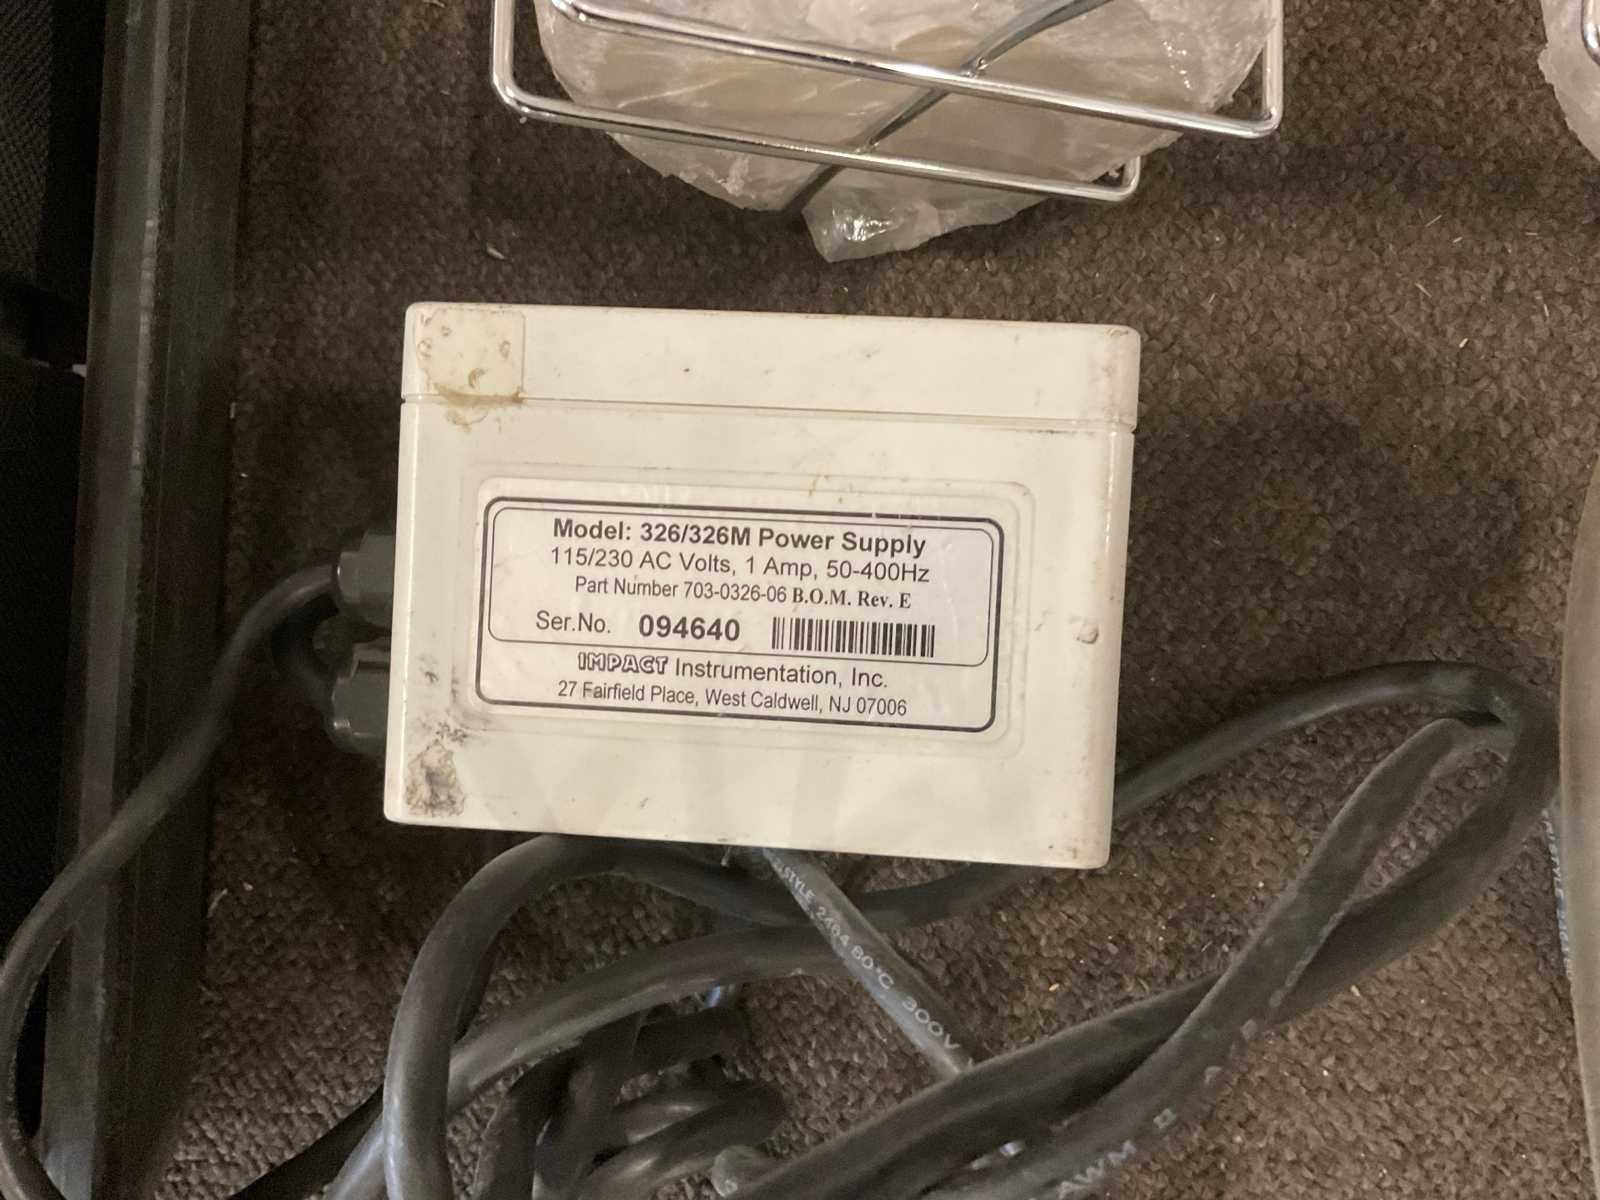 Model: 326/326M Power Supply
115/230 AC Volts, 1 Amp, 50-400Hz
Part Number 703-0326-06 B.O.M. Rev. E
Ser.No. 094640
IMPACT Instrumentation, Inc.
27 Fairfield Place, West Caldwell, NJ 07006
STYLE 2464 80°C 300V
AWM